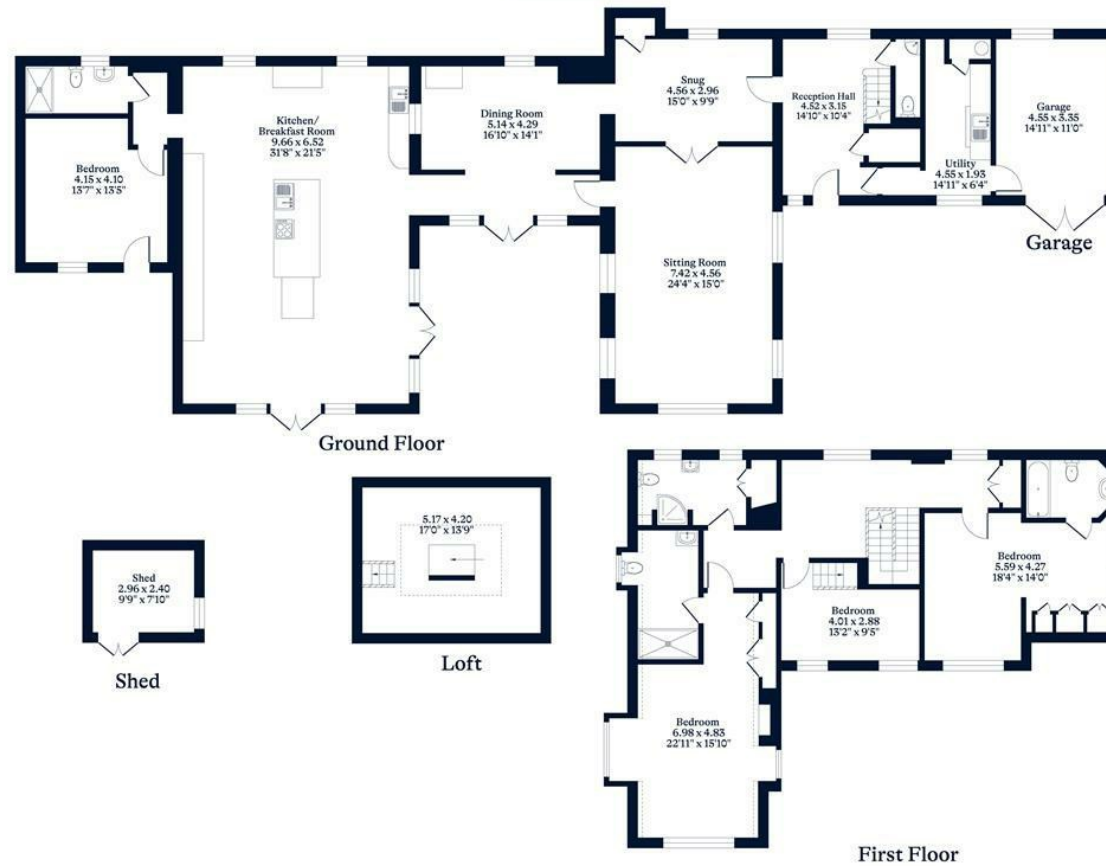 Snug
4.56 x 2.96
15'0" x 9'9"
Reception Hall
4.52 x 3.15
14'10" x 10'4"
Garage
4.55 x 3.35
14'11" x 11'0"
Kitchen/
Breakfast Room
9.66 x 6.52
31'8" x 21'5"
Dining Room
5.14 x 4.29
16'10" x 14'1"
Bedroom
4.15 x 4.10
13'7" x 13'5"
Utility
4.55 x 1.93
14'11" x 6'4"
Garage
Sitting Room
7.42 x 4.56
24'4" x 15'0"
Ground Floor
5.17 x 4.20
17'0" x 13'9"
Loft
Shed
2.96 x 2.40
9'9" x 7'10"
Shed
Bedroom
5.59 x 4.27
18'4" x 14'0"
Bedroom
4.01 x 2.88
13'2" x 9'5"
Bedroom
6.98 x 4.83
22'11" x 15'10"
First Floor